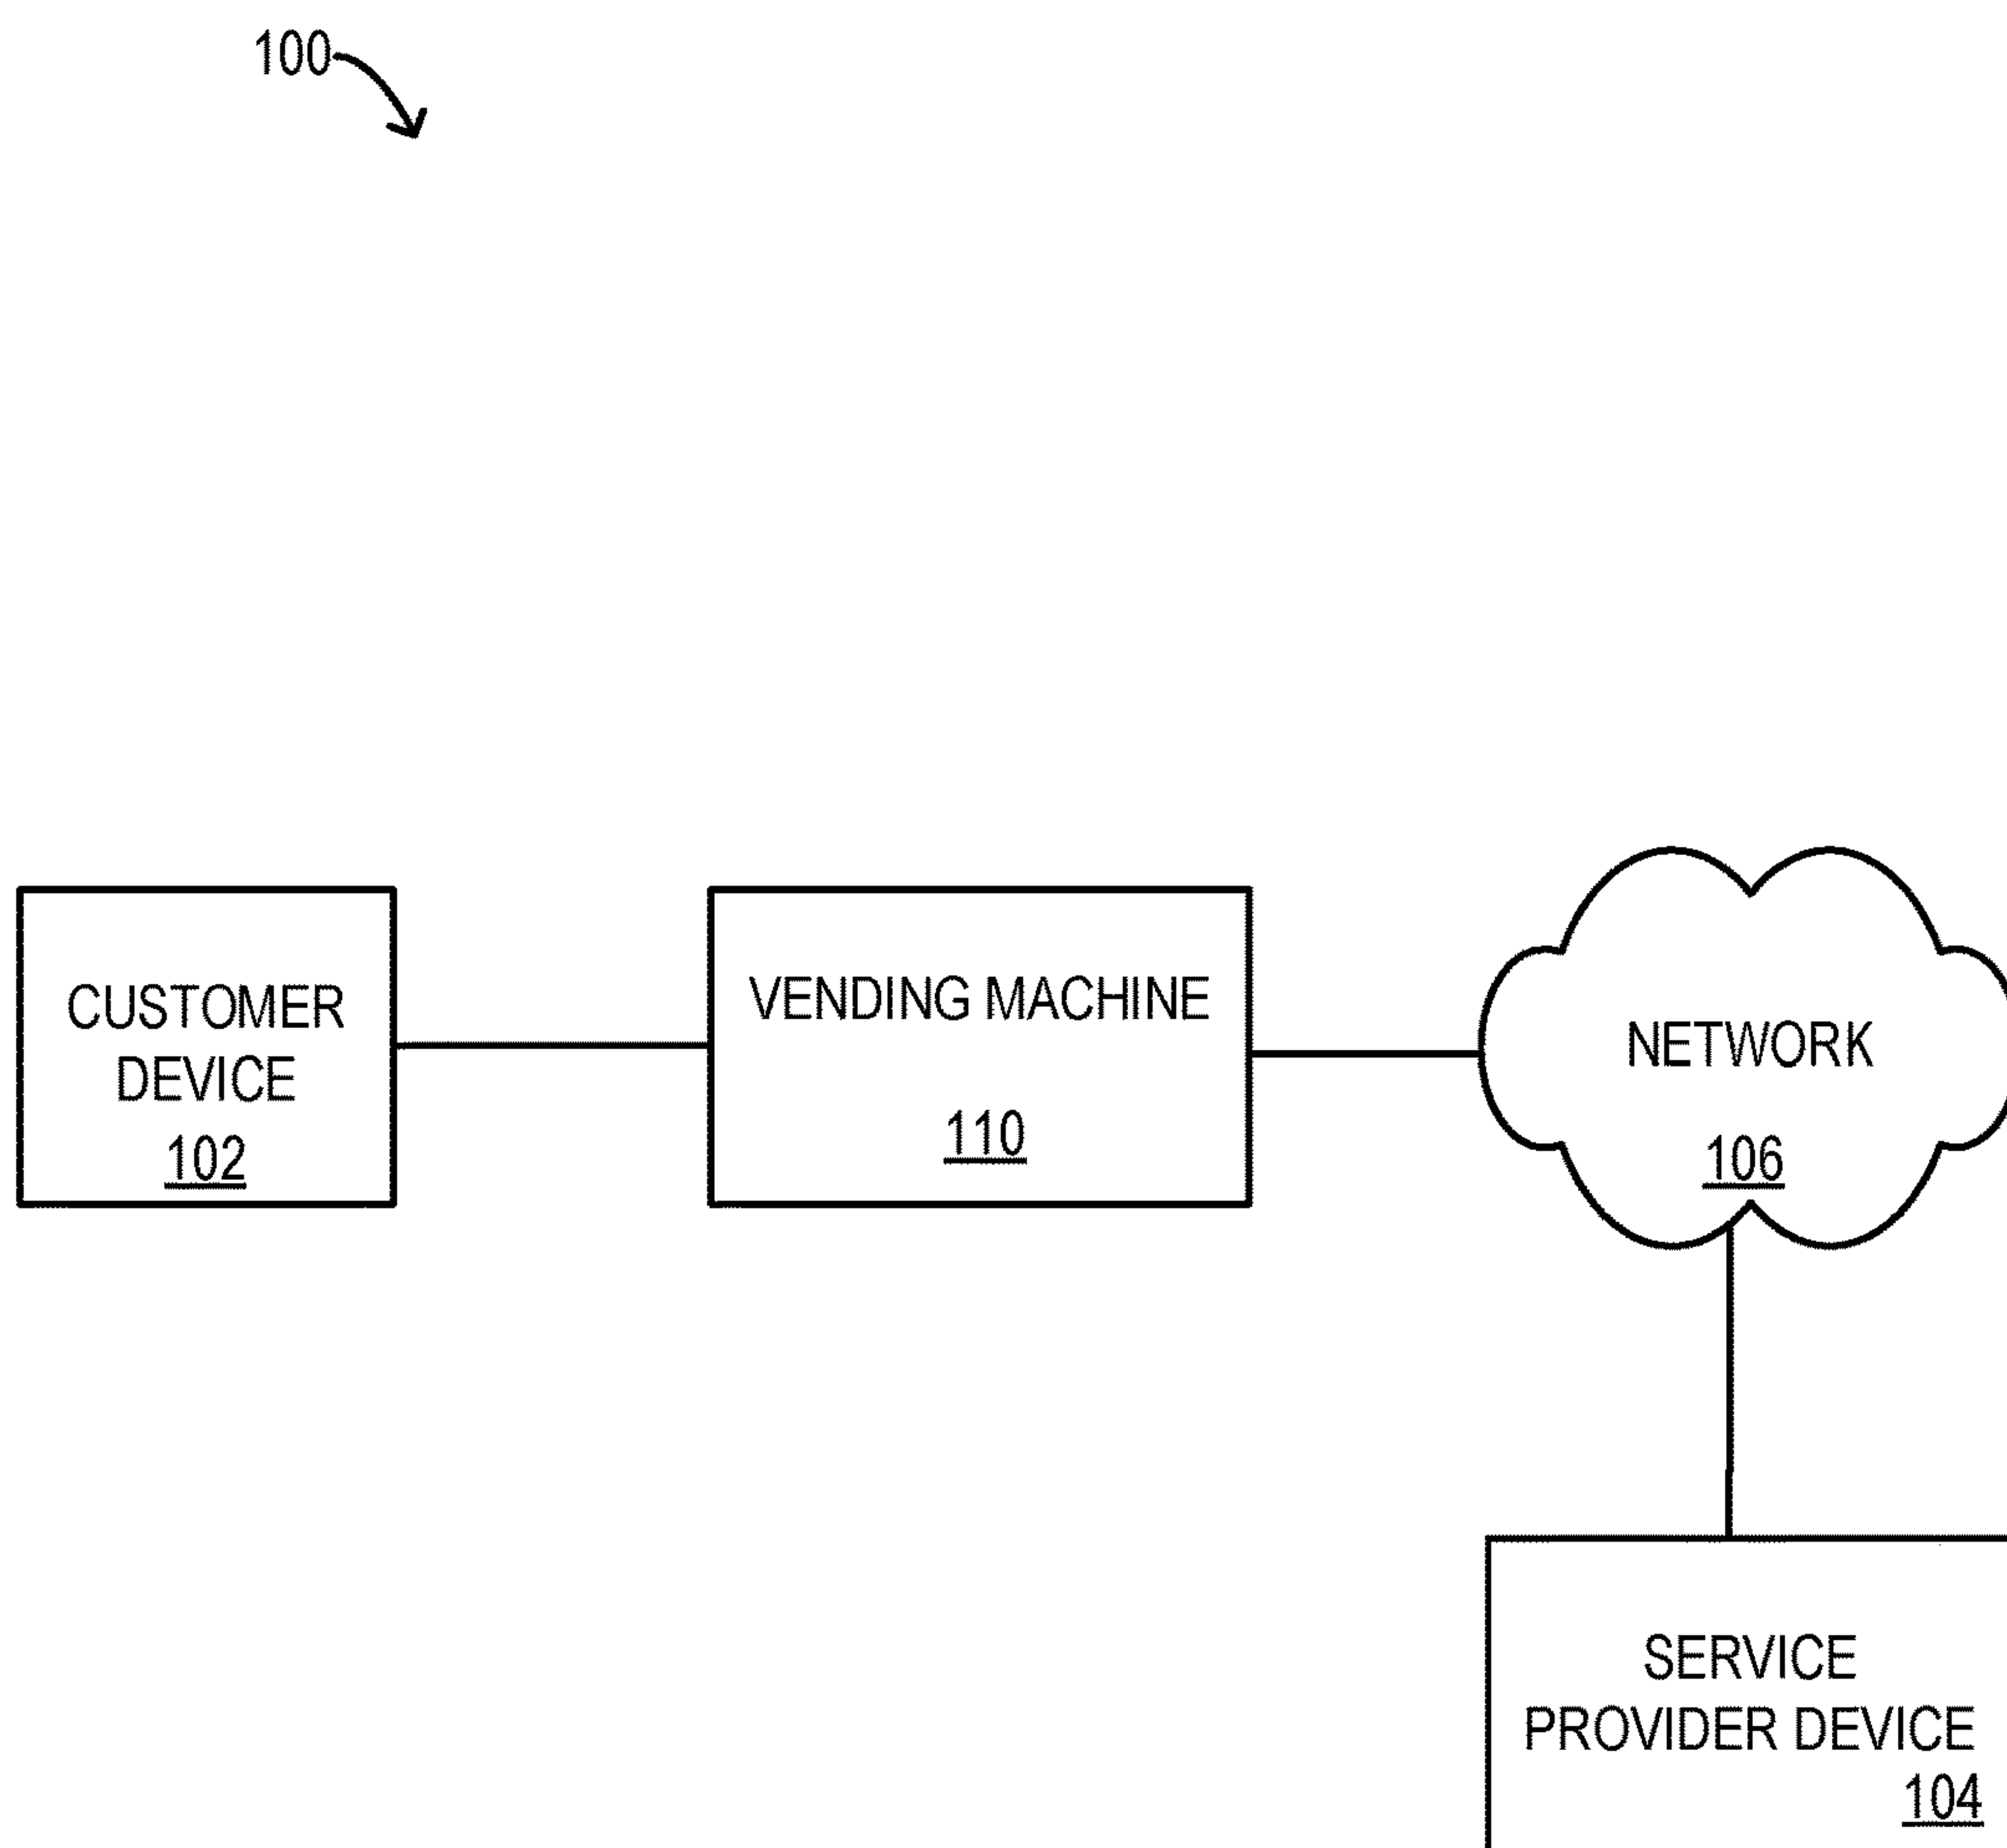 100
CUSTOMER
DEVICE
102
VENDING MACHINE
110
NETWORK
106
SERVICE
PROVIDER DEVICE
104